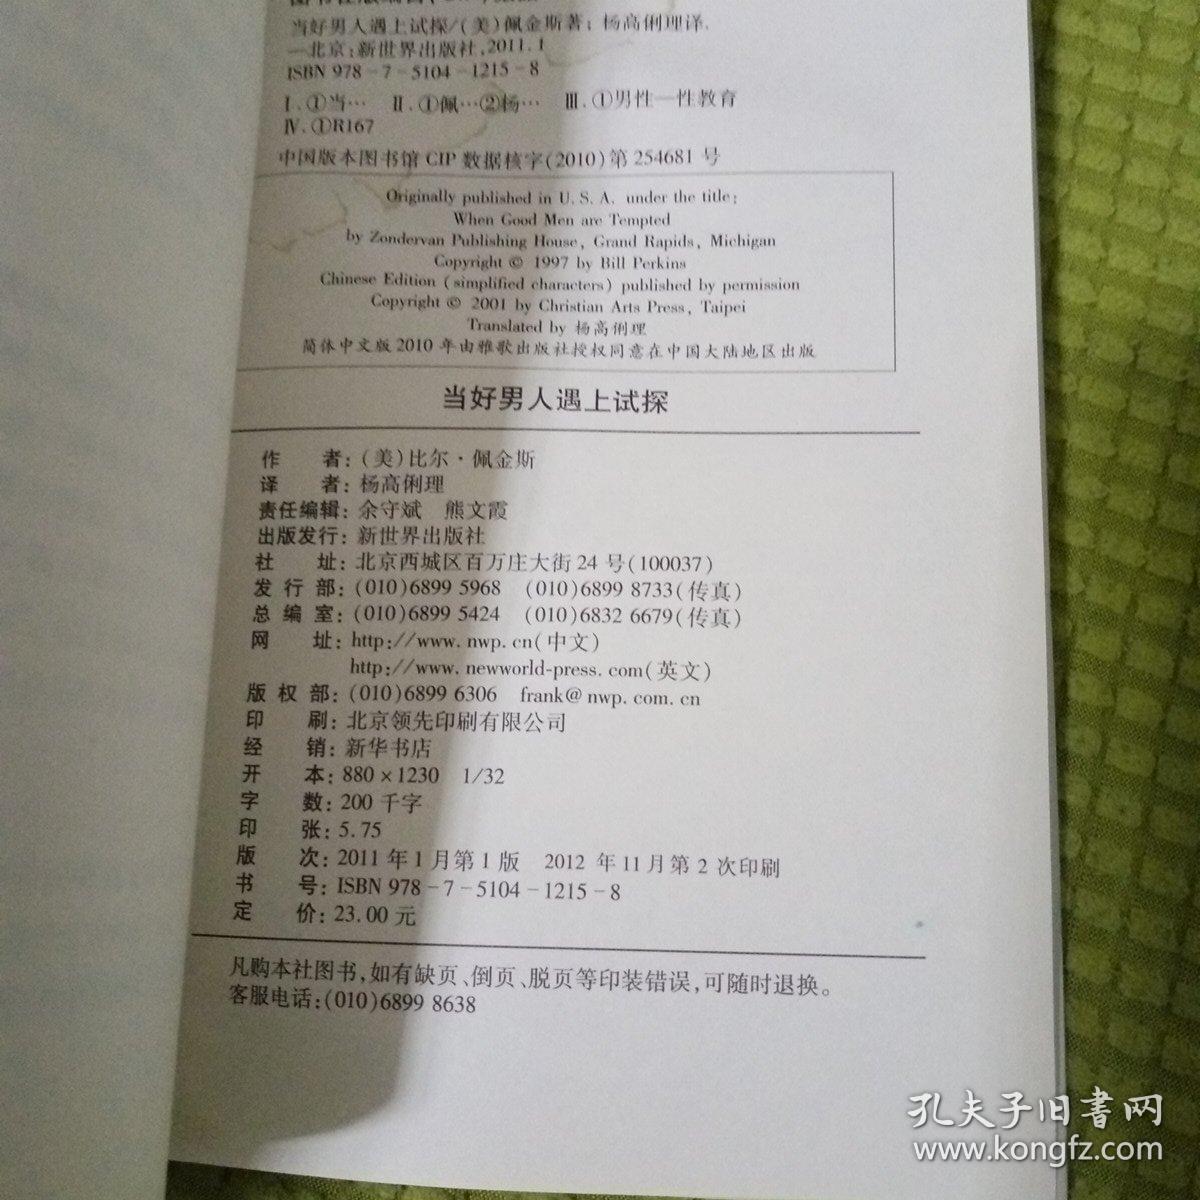 当好男人遇上试探/(美)佩金斯著;杨高俐理译.
—北京:新世界出版社,2011.1
ISBN 978-7-5104-1215-8
Ⅰ.①当… Ⅱ.①佩…②杨… Ⅲ.①男性—性教育
Ⅳ.①R167
中国版本图书馆CIP数据核字(2010)第254681号
Originally published in U.S.A. under the title:
When Good Men are Tempted
by Zondervan Publishing House, Grand Rapids, Michigan
Copyright © 1997 by Bill Perkins
Chinese Edition (simplified characters) published by permission
Copyright © 2001 by Christian Arts Press, Taipei
Translated by 杨高俐理
简体中文版2010年由雅歌出版社授权同意在中国大陆地区出版
当好男人遇上试探
作 者:(美)比尔·佩金斯
译 者:杨高俐理
责任编辑:余守斌 熊文霞
出版发行:新世界出版社
社 址:北京西城区百万庄大街24号(100037)
发 行 部:(010)6899 5968 (010)6899 8733(传真)
总 编 室:(010)6899 5424 (010)6832 6679(传真)
网 址:http://www.nwp.cn(中文)
http://www.newworld-press.com(英文)
版 权 部:(010)6899 6306 frank@nwp.com.cn
印 刷:北京领先印刷有限公司
经 销:新华书店
开 本:880×1230 1/32
字 数:200千字
印 张:5.75
版 次:2011年1月第1版 2012年11月第2次印刷
书 号:ISBN 978-7-5104-1215-8
定 价:23.00元
凡购本社图书,如有缺页、倒页、脱页等印装错误,可随时退换。
客服电话:(010)6899 8638
孔夫子旧书网
www.kongfz.com